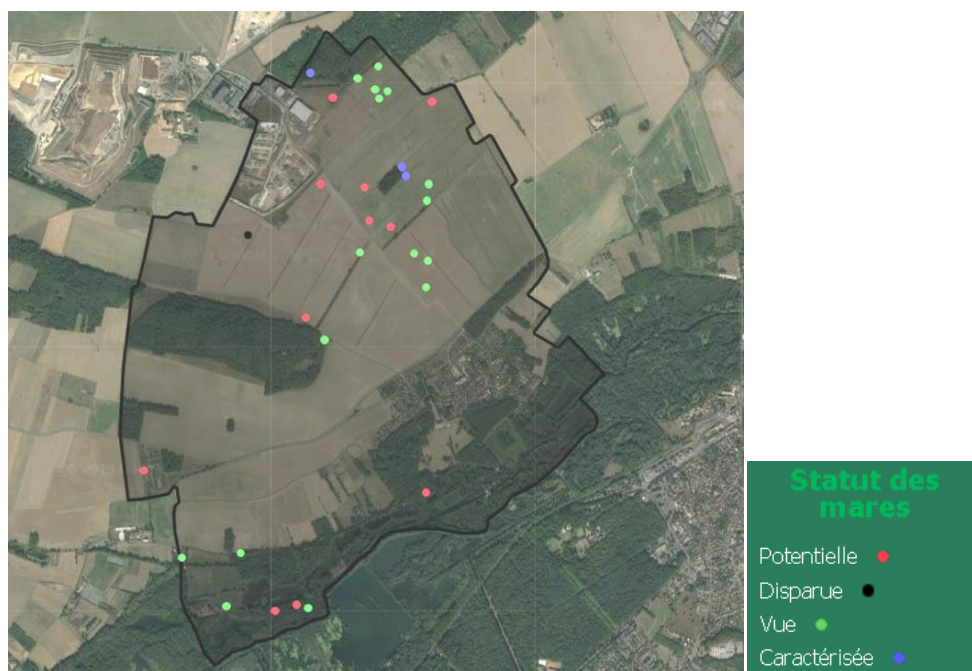 Statut des
mares
Potentielle
Disparue
Vue
Caractérisée